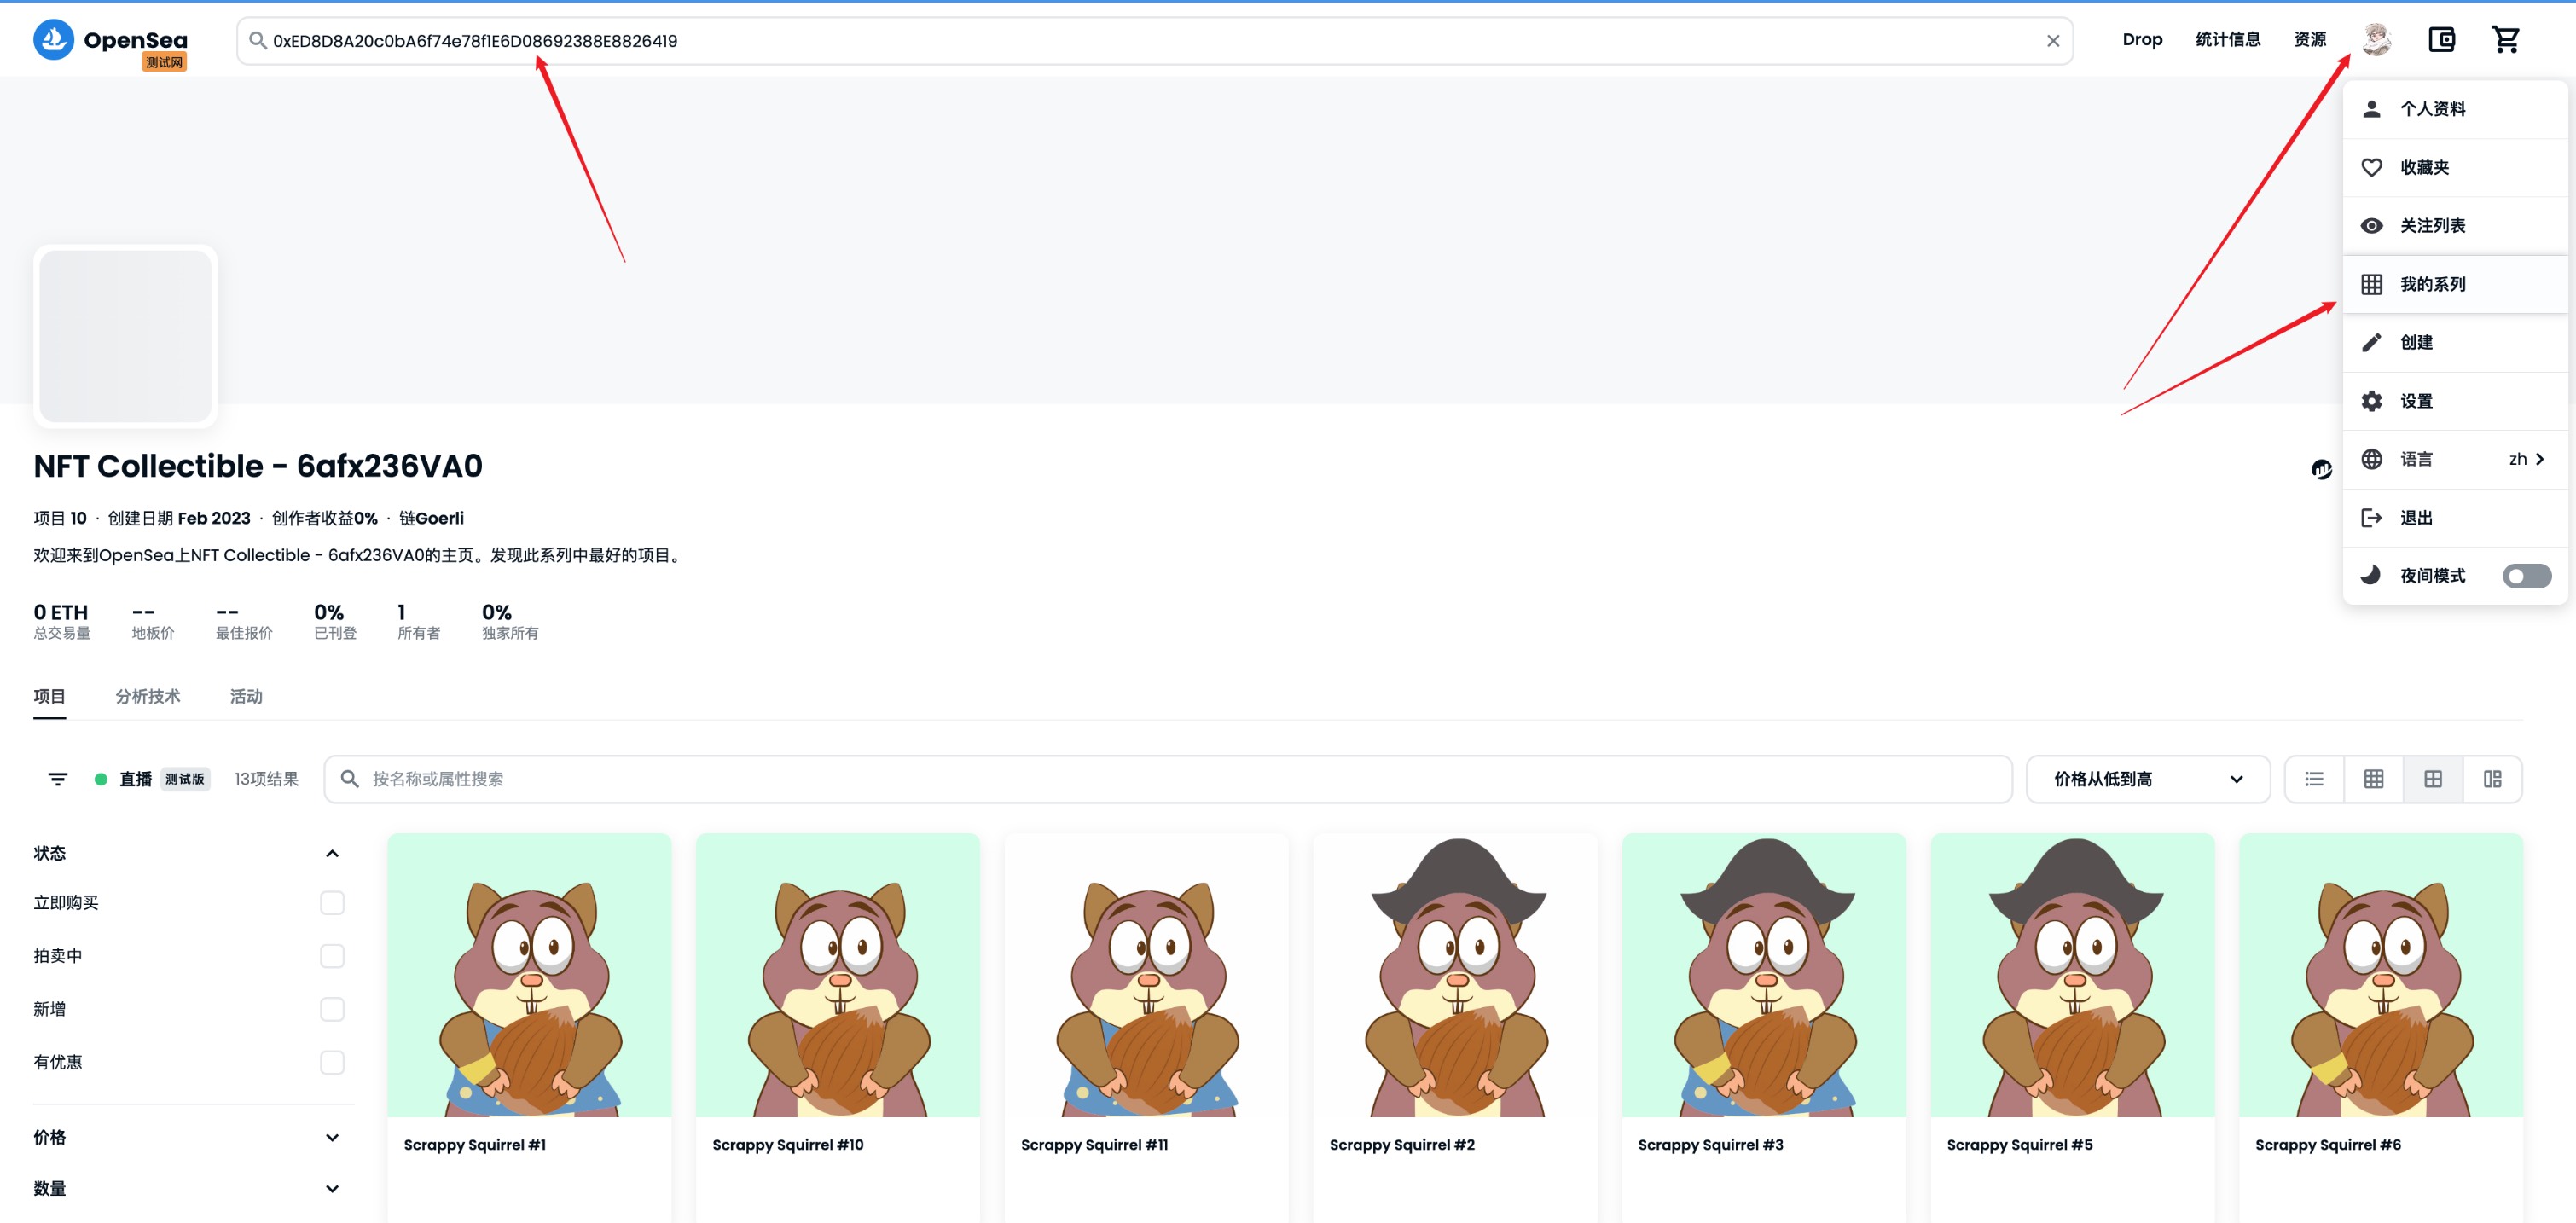 OpenSea
测试网
0xED8D8A20c0bA6f74e78f1E6D08692388E8826419
Drop 统计信息 资源
个人资料
收藏夹
关注列表
我的系列
创建
设置
语言 zh
退出
夜间模式
NFT Collectible - 6afx236VA0
项目 10 · 创建日期 Feb 2023 · 创作者收益0% · 链Goerli
欢迎来到OpenSea上NFT Collectible - 6afx236VA0的主页。发现此系列中最好的项目。
0 ETH -- -- 0% 1 0%
总交易量 地板价 最佳报价 已刊登 所有者 独家所有
项目 分析技术 活动
直播 测试版 13项结果 按名称或属性搜索 价格从低到高
状态
立即购买
拍卖中
新增
有优惠
价格
数量
Scrappy Squirrel #1 Scrappy Squirrel #10 Scrappy Squirrel #11 Scrappy Squirrel #2 Scrappy Squirrel #3 Scrappy Squirrel #5 Scrappy Squirrel #6